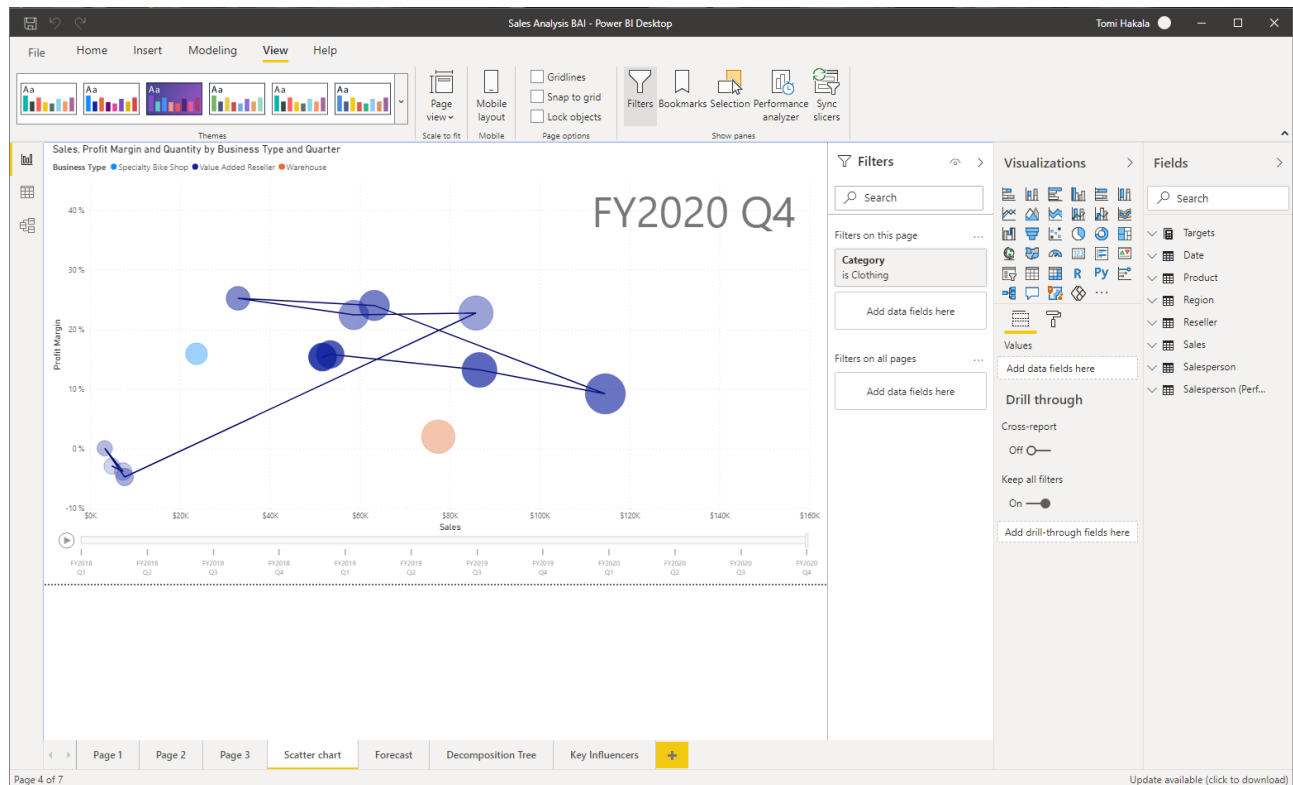 Sales Analysis BAI - Power BI Desktop
Tomi Hakala
File Home Insert Modeling View Help
Aa Aa Aa Aa Aa Aa
Themes
Page view
Scale to fit
Mobile layout
Mobile
Gridlines
Snap to grid
Lock objects
Page options
Filters Bookmarks Selection Performance analyzer Sync slicers
Show panes
Sales, Profit Margin and Quantity by Business Type and Quarter
Business Type Specialty Bike Shop Value Added Reseller Warehouse
FY2020 Q4
Profit Margin
40 %
30 %
20 %
10 %
0 %
-10 %
$0K $20K $40K $60K $80K $100K $120K $140K $160K
Sales
FY2018 Q1
FY2018 Q2
FY2018 Q3
FY2018 Q4
FY2019 Q1
FY2019 Q2
FY2019 Q3
FY2019 Q4
FY2020 Q1
FY2020 Q2
FY2020 Q3
FY2020 Q4
Filters
Search
Filters on this page ...
Category
is Clothing
Add data fields here
Filters on all pages ...
Add data fields here
Visualizations
R Py
...
Values
Add data fields here
Drill through
Cross-report
Off
Keep all filters
On
Add drill-through fields here
Fields
Search
Targets
Date
Product
Region
Reseller
Sales
Salesperson
Salesperson (Perf...
Page 1 Page 2 Page 3 Scatter chart Forecast Decomposition Tree Key Influencers +
Page 4 of 7
Update available (click to download)